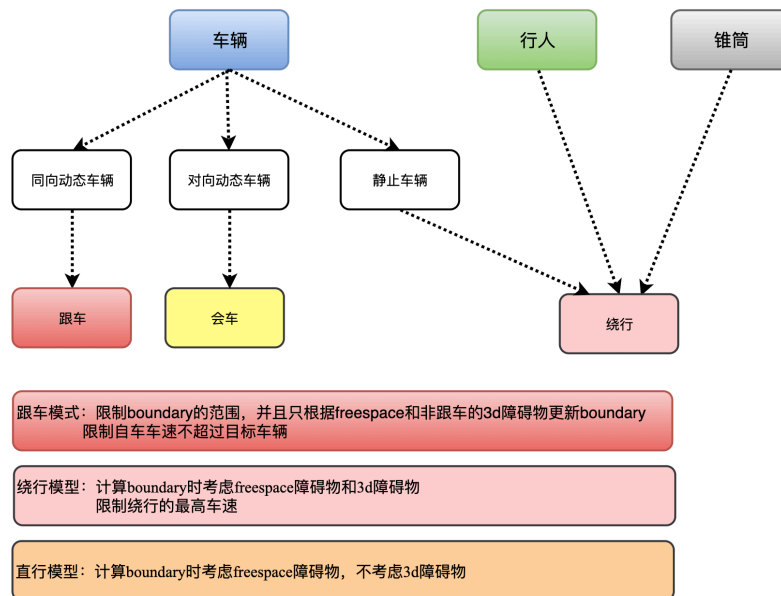 车辆
行人
锥筒
同向动态车辆
对向动态车辆
静止车辆
跟车
会车
绕行
跟车模式：限制boundary的范围，并且只根据freespace和非跟车的3d障碍物更新boundary
限制自车车速不超过目标车辆
绕行模型：计算boundary时考虑freespace障碍物和3d障碍物
限制绕行的最高车速
直行模型：计算boundary时考虑freespace障碍物，不考虑3d障碍物